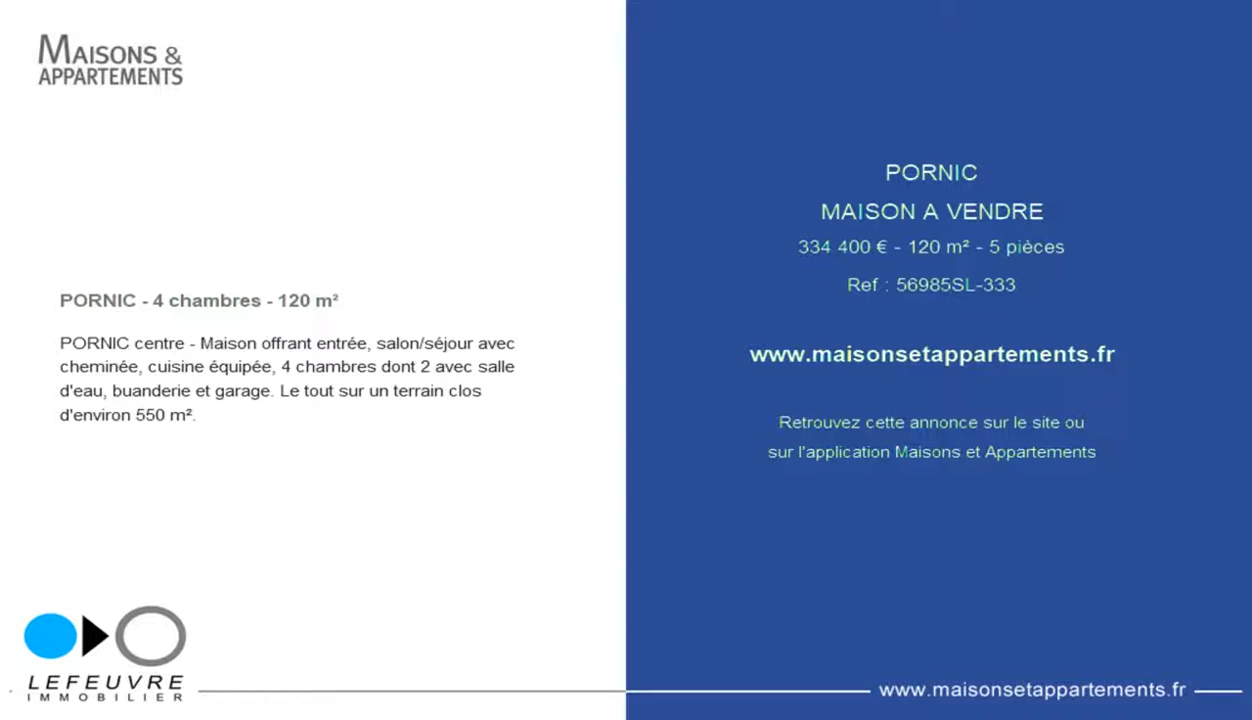 MAISONS &
APPARTEMENTS
PORNIC - 4 chambres - 120 m²
PORNIC centre - Maison offrant entrée, salon/séjour avec
cheminée, cuisine équipée, 4 chambres dont 2 avec salle
d'eau, buanderie et garage. Le tout sur un terrain clos
d'environ 550 m².
LEFEUVRE
IMMOBILIER
PORNIC
MAISON A VENDRE
334 400 € - 120 m² - 5 pièces
Ref : 56985SL-333
www.maisonsetappartements.fr
Retrouvez cette annonce sur le site ou
sur l'application Maisons et Appartements
www.maisonsetappartements.fr